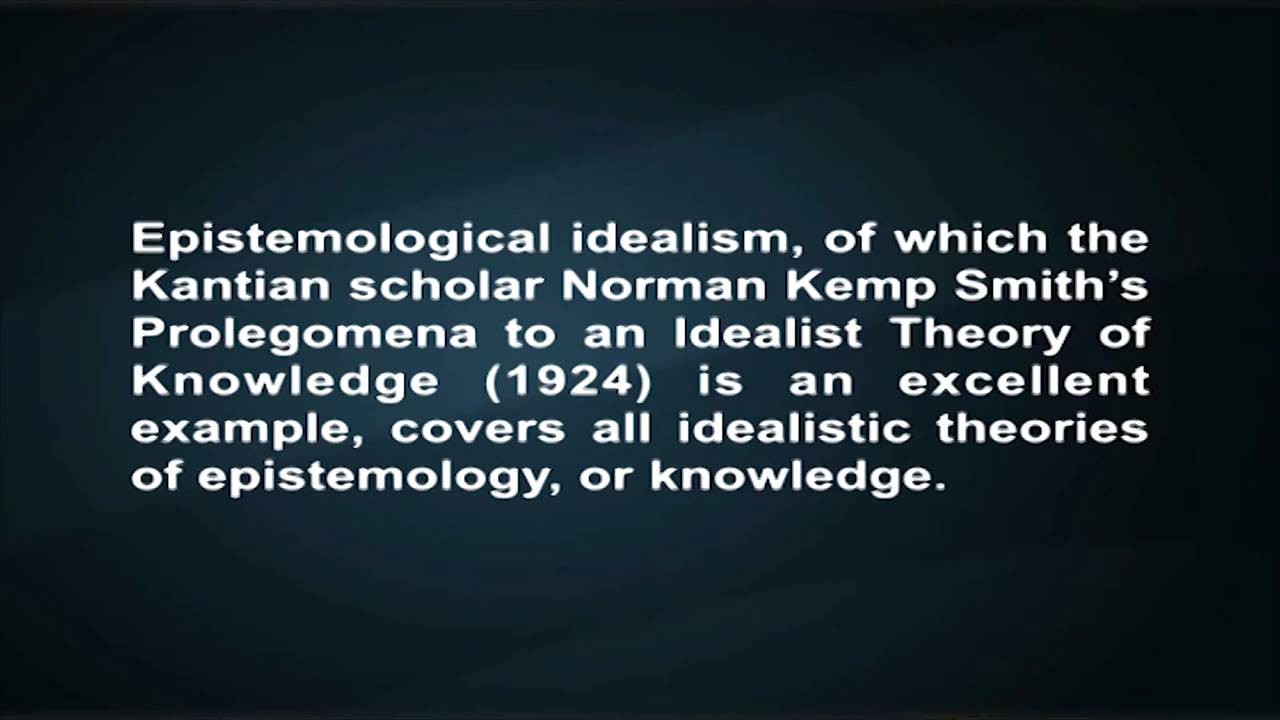 Epistemological idealism, of which the
Kantian scholar Norman Kemp Smith’s
Prolegomena to an Idealist Theory of
Knowledge (1924) is an excellent
example, covers all idealistic theories
of epistemology, or knowledge.